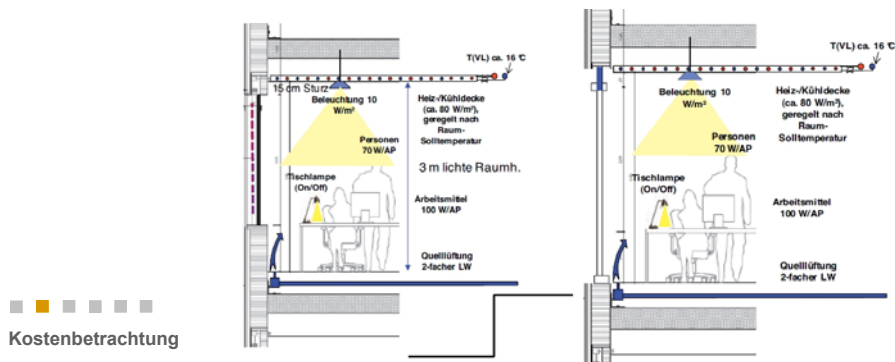 T(VL) ca. 16 °C
15 cm Sturz
Beleuchtung 10
W/m²
Heiz-/Kühldecke
(ca. 80 W/m²),
geregelt nach
Raum-
Solltemperatur
Personen
70 W/AP
3 m lichte Raumh.
Tischlampe
(On/Off)
Arbeitsmittel
100 W/AP
Quelllüftung
2-facher LW
T(VL) ca. 16 °C
Beleuchtung 10
W/m²
Heiz-/Kühldecke
(ca. 80 W/m²),
geregelt nach
Raum-
Solltemperatur
Personen
70 W/AP
Tischlampe
(On/Off)
Arbeitsmittel
100 W/AP
Quelllüftung
2-facher LW
Kostenbetrachtung